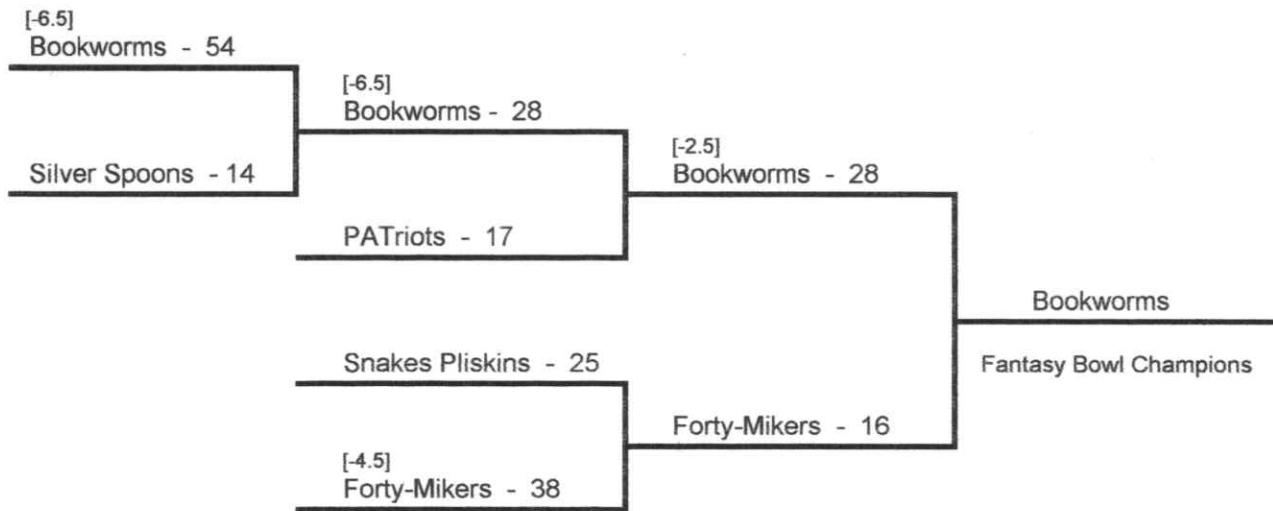 [-6.5]
Bookworms - 54
Silver Spoons - 14
[-6.5]
Bookworms - 28
PATriots - 17
Snakes Pliskins - 25
[-4.5]
Forty-Mikers - 38
[-2.5]
Bookworms - 28
Forty-Mikers - 16
Bookworms
Fantasy Bowl Champions